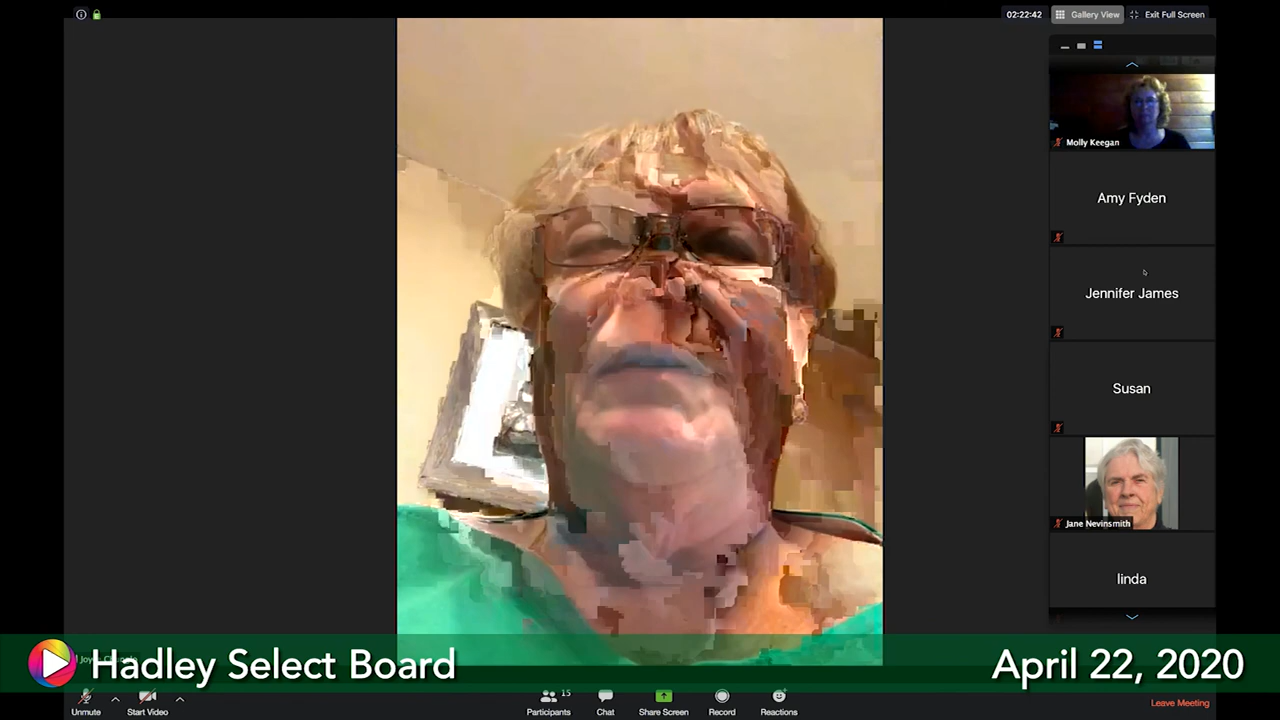 02:22:42
Gallery View
Exit Full Screen
Molly Keegan
Amy Fyden
Jennifer James
Susan
Jane Nevinsmith
linda
Hadley Select Board
April 22, 2020
Unmute
Start Video
Participants
15
Chat
Share Screen
Record
Reactions
Leave Meeting